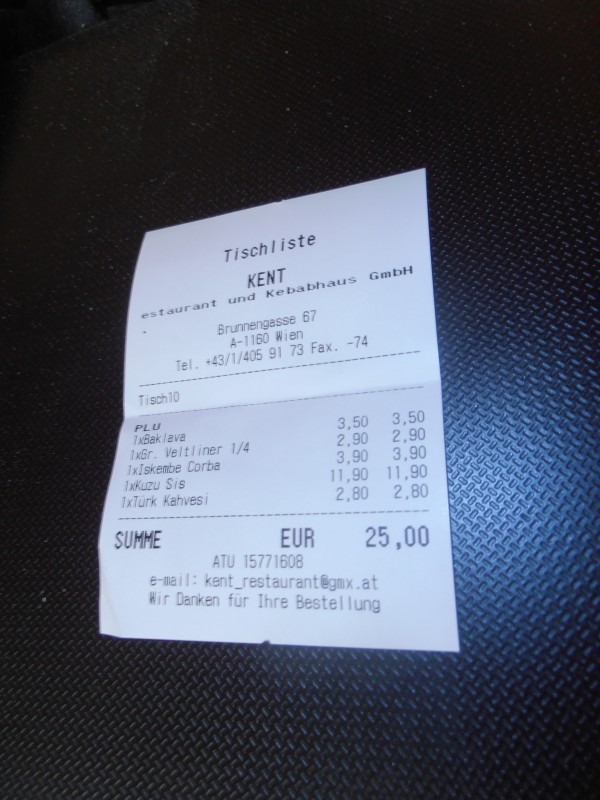 Tischliste
KENT
estaurant und Kebabhaus GmbH
-
Brunnengasse 67
A-1160 Wien
Tel. +43/1/405 91 73 Fax. -74
Tisch10
PLU
1xBaklava 3,50 3,50
1xGr. Veltliner 1/4 2,90 2,90
1xIskembe Corba 3,90 3,90
1xKuzu Sis 11,90 11,90
1xTürk Kahvesi 2,80 2,80
SUMME EUR 25,00
ATU 15771608
e-mail: kent_restaurant@gmx.at
Wir Danken für Ihre Bestellung